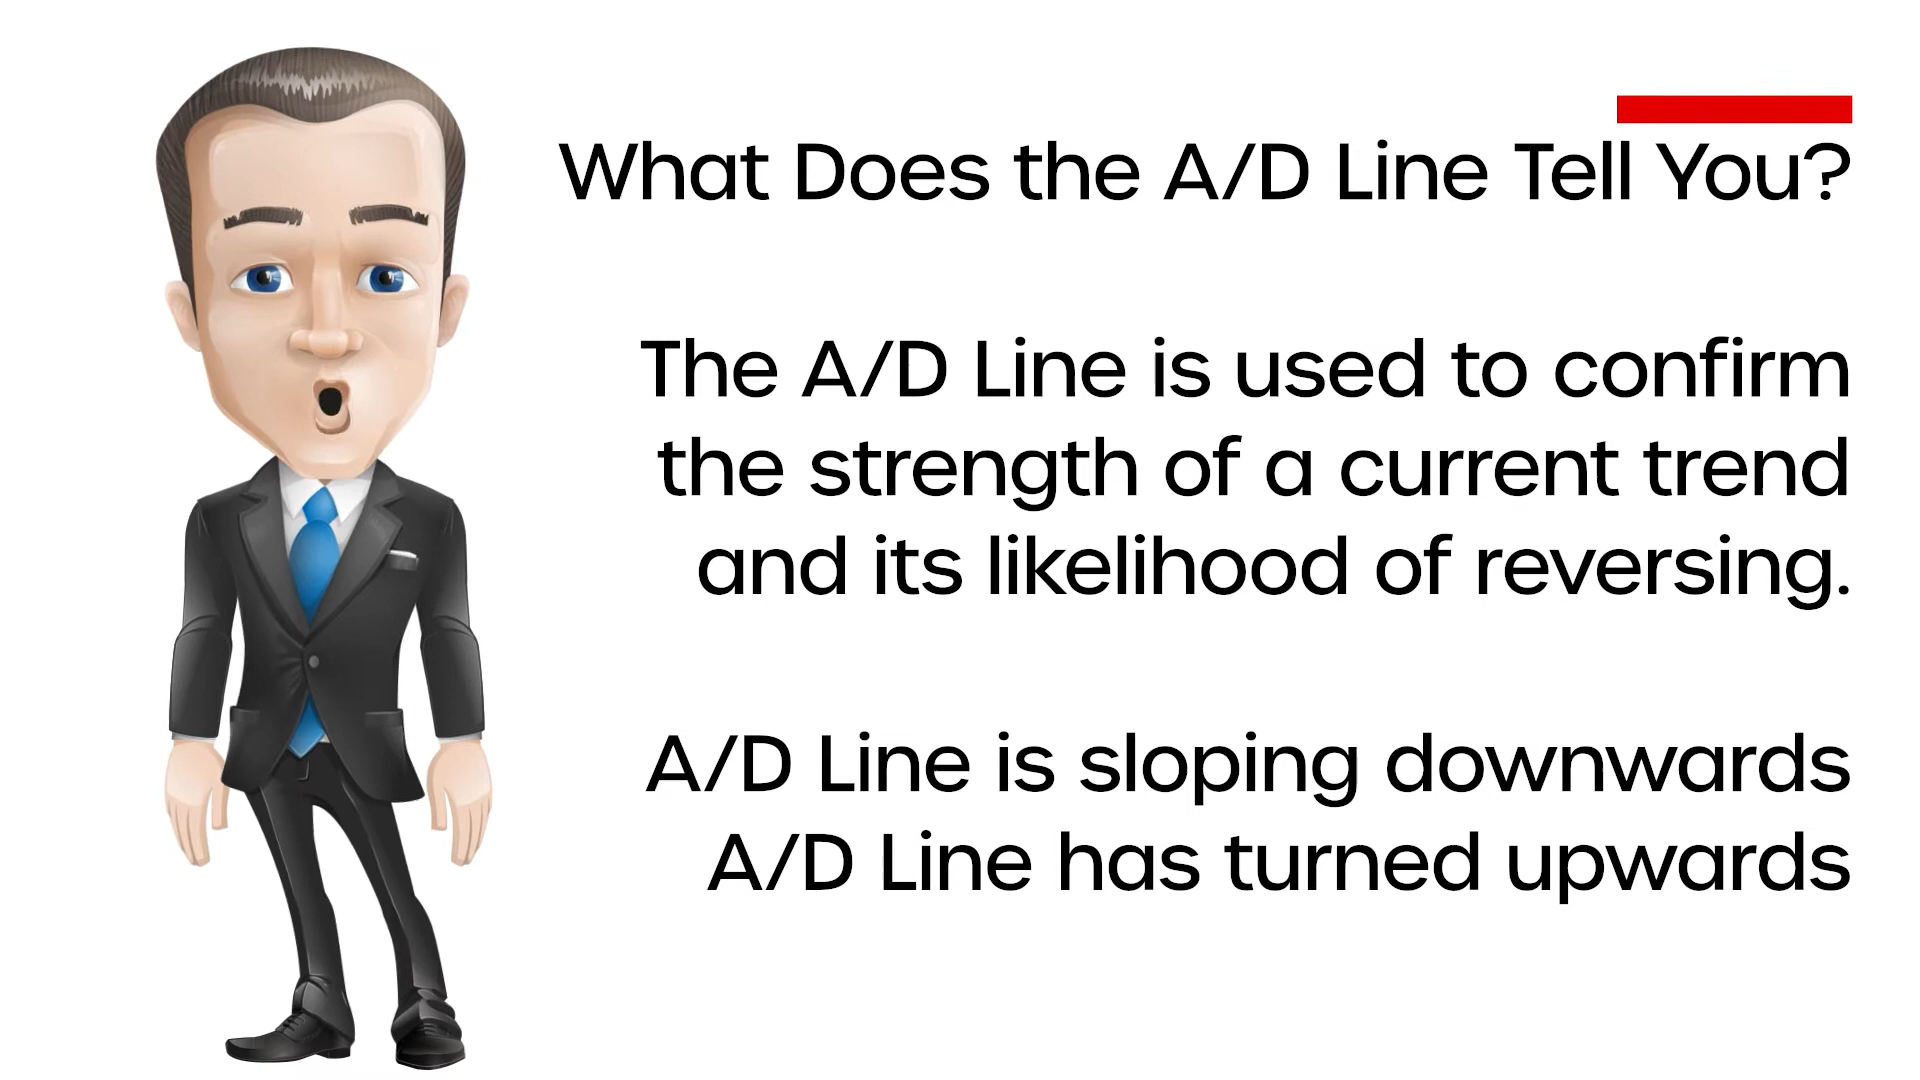 What Does the A/D Line Tell You?
The A/D Line is used to confirm
the strength of a current trend
and its likelihood of reversing.
A/D Line is sloping downwards
A/D Line has turned upwards